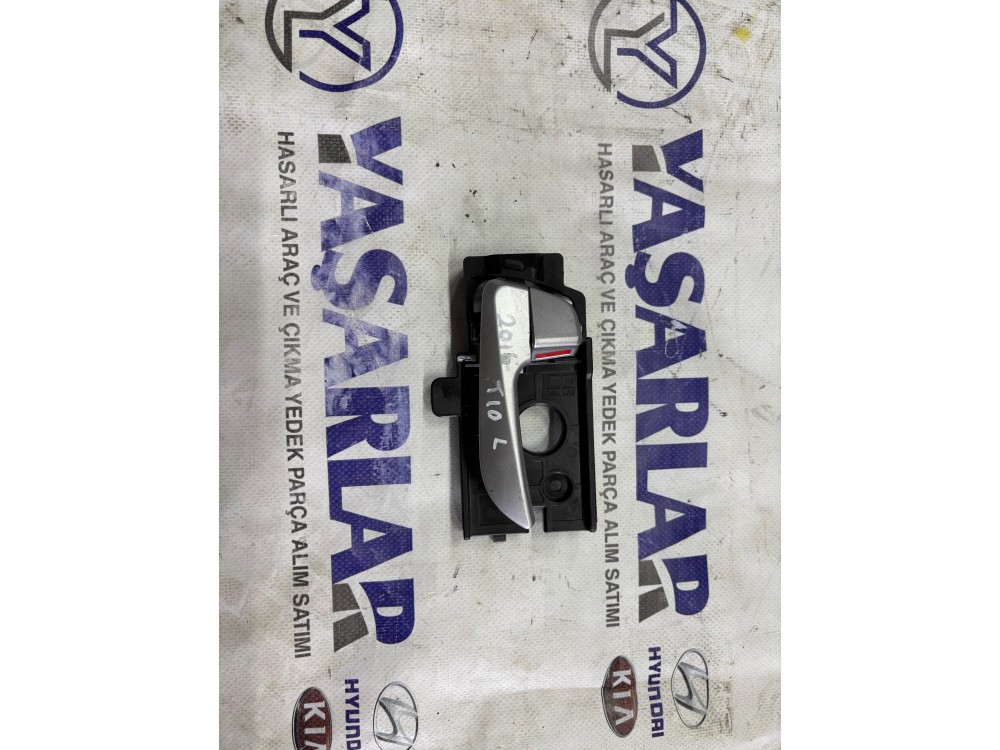 YAŞARLAR
HASARLI ARAÇ VE ÇIKMA YEDEK PARÇA ALIM SATIMI
HYUNDAI
KIA
2016
T10 L
YAŞARLAR
HASARLI ARAÇ VE ÇIKMA YEDEK PARÇA ALIM SATIMI
HYUNDAI
KIA